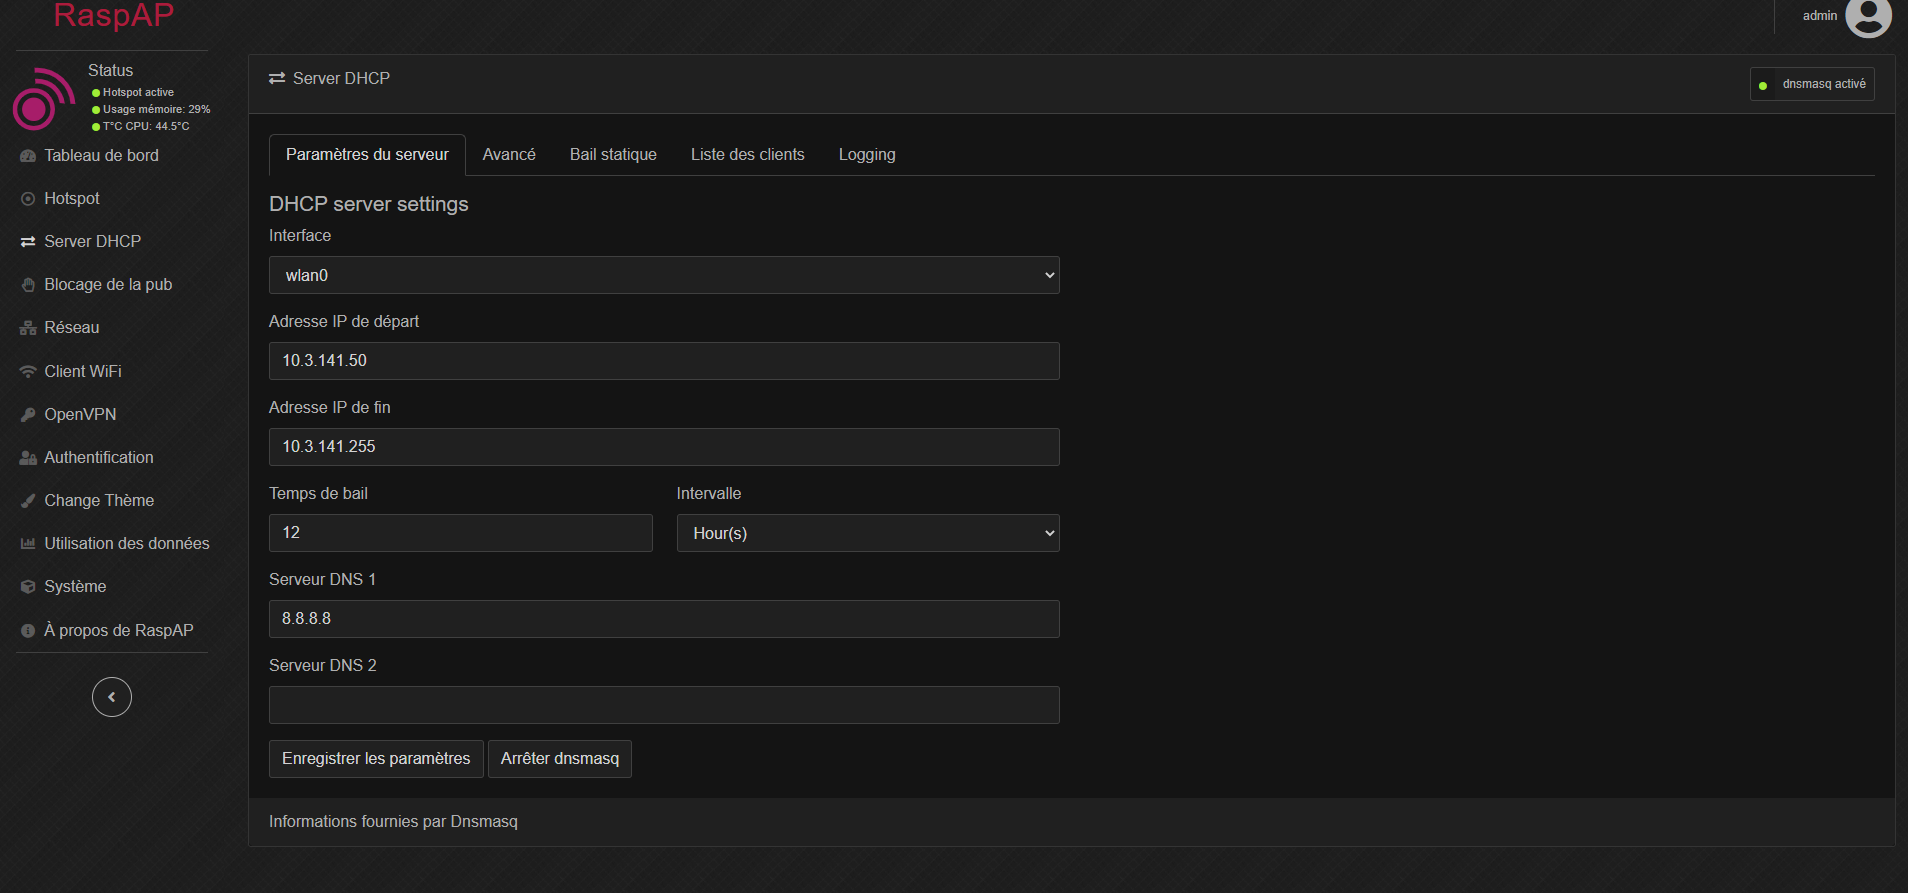 RaspAP
admin
Status
Hotspot active
Usage mémoire: 29%
T°C CPU: 44.5°C
Tableau de bord
Hotspot
Server DHCP
Blocage de la pub
Réseau
Client WiFi
OpenVPN
Authentification
Change Thème
Utilisation des données
Système
À propos de RaspAP
Server DHCP
dnsmasq activé
Paramètres du serveur Avancé Bail statique Liste des clients Logging
DHCP server settings
Interface
wlan0
Adresse IP de départ
10.3.141.50
Adresse IP de fin
10.3.141.255
Temps de bail Intervalle
12 Hour(s)
Serveur DNS 1
8.8.8.8
Serveur DNS 2
Enregistrer les paramètres Arrêter dnsmasq
Informations fournies par Dnsmasq